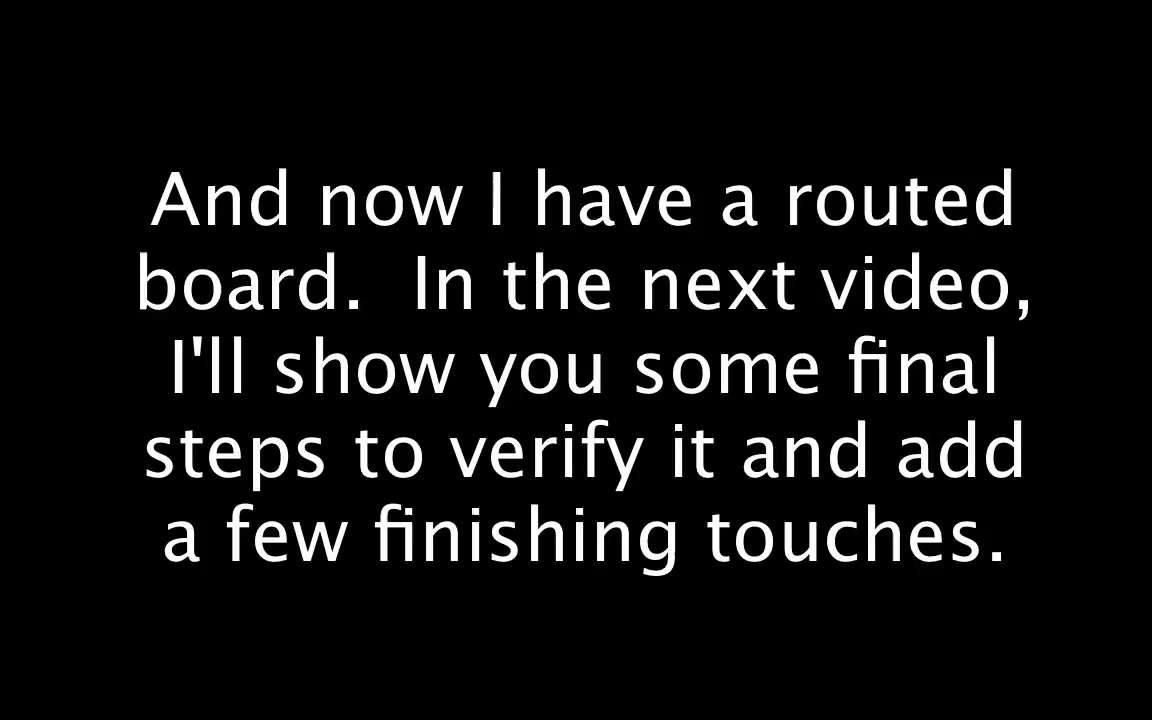 And now I have a routed
board.  In the next video,
I'll show you some final
steps to verify it and add
a few finishing touches.